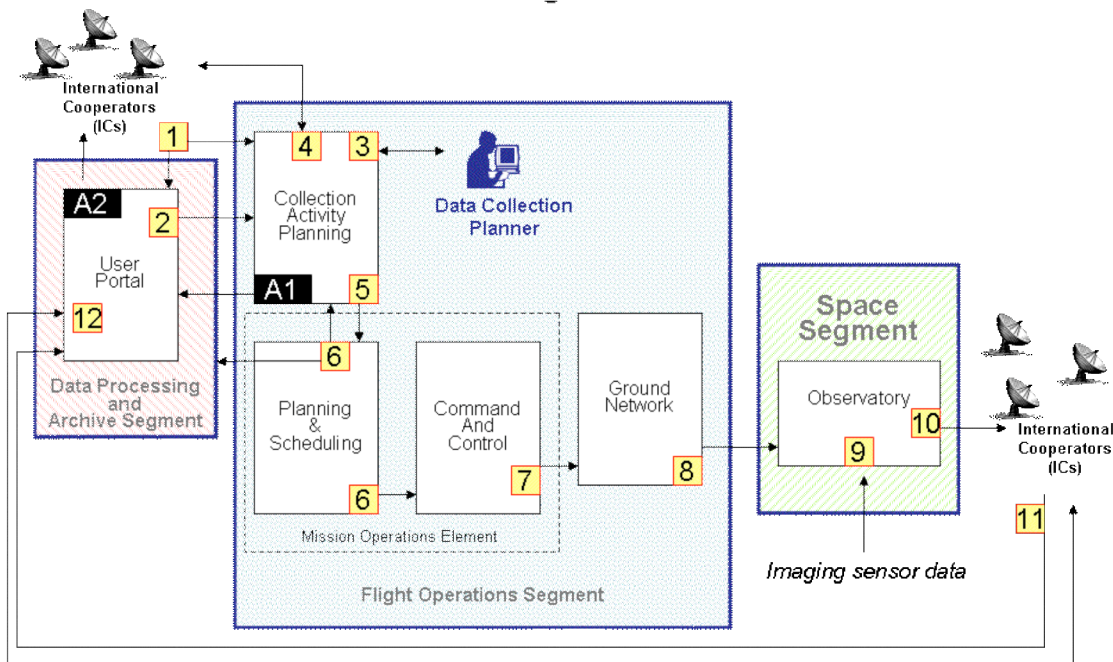 International
Cooperators
(ICs)
1
4
3
Collection
Activity
Planning
Data Collection
Planner
A2
2
User
Portal
12
A1
5
Data Processing
and
Archive Segment
6
Planning
&
Scheduling
6
Command
And
Control
7
Mission Operations Element
Ground
Network
8
Flight Operations Segment
Space
Segment
Observatory
10
9
Imaging sensor data
International
Cooperators
(ICs)
11